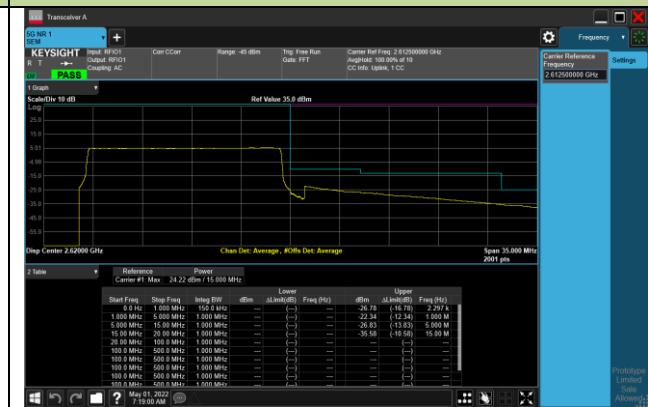 Transceiver A
5G NR 1
SEM
+
Frequency
KEYSIGHT
R T
PASS
Input: RFIO1
Output: RFIO1
Coupling: AC
Corr CCorr
Range: -45 dBm
Trig: Free Run
Gate: FFT
Carrier Ref Freq: 2.612500000 GHz
Avg|Hold: 100.00% of 10
CC Info: Uplink, 1 CC
Carrier Reference
Frequency
2.612500000 GHz
Settings
1 Graph
Scale/Div 10 dB
Ref Value 35.0 dBm
Log
25.0
15.0
5.01
-4.99
-15.0
-25.0
-35.0
-45.0
-55.0
Disp Center 2.62000 GHz
Chan Det: Average , #Offs Det: Average
Span 35.000 MHz
2001 pts
2 Table
Reference Power
Carrier #1: Max 24.22 dBm / 15.000 MHz
Lower Upper
Start Freq Stop Freq Integ BW dBm ΔLimit(dB) Freq (Hz) dBm ΔLimit(dB) Freq (Hz)
0.0 Hz 1.000 MHz 150.0 kHz --- (---) --- -26.78 (-16.78) 2.297 k
1.000 MHz 5.000 MHz 1.000 MHz --- (---) --- -22.34 (-12.34) 1.000 M
5.000 MHz 15.00 MHz 1.000 MHz --- (---) --- -26.83 (-13.83) 5.000 M
15.00 MHz 20.00 MHz 1.000 MHz --- (---) --- -35.58 (-10.58) 15.00 M
20.00 MHz 100.0 MHz 1.000 MHz --- (---) --- --- (---) ---
100.0 MHz 500.0 MHz 1.000 MHz --- (---) --- --- (---) ---
100.0 MHz 500.0 MHz 1.000 MHz --- (---) --- --- (---) ---
100.0 MHz 500.0 MHz 1.000 MHz --- (---) --- --- (---) ---
100.0 MHz 500.0 MHz 1.000 MHz --- (---) --- --- (---) ---
May 01, 2022
7:19:00 AM
Prototype
Limited
Sale
Allowed